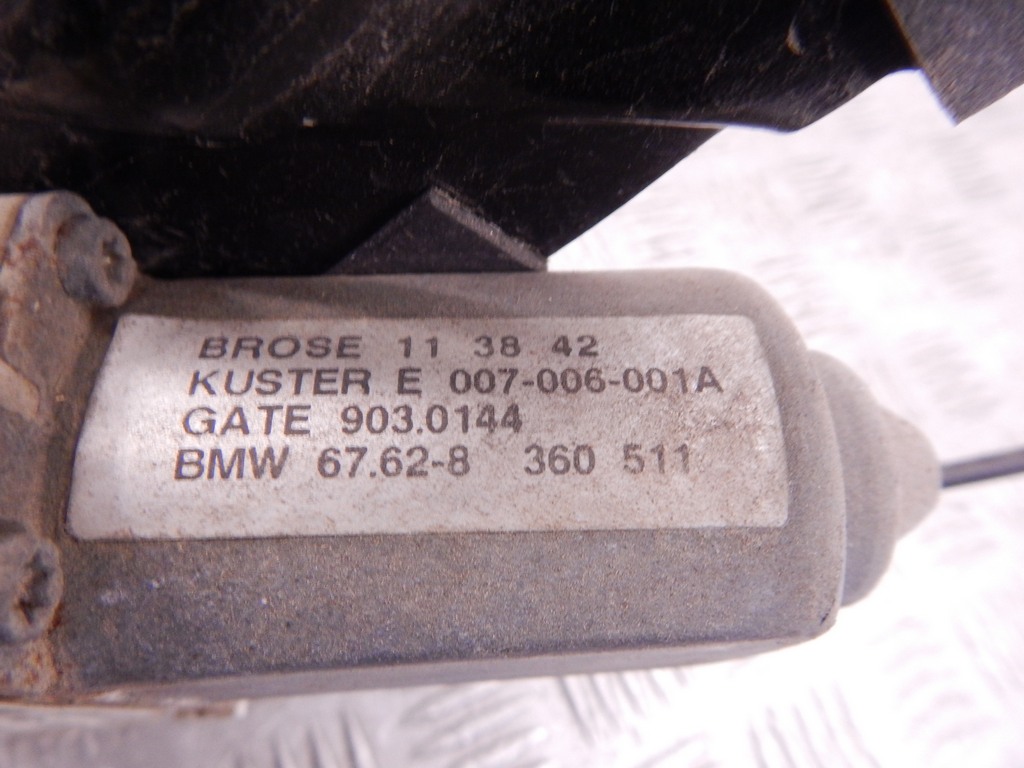 BROSE 11 38 42
KUSTER E 007-006-001A
GATE 903.0144
BMW 67.62-8 360 511